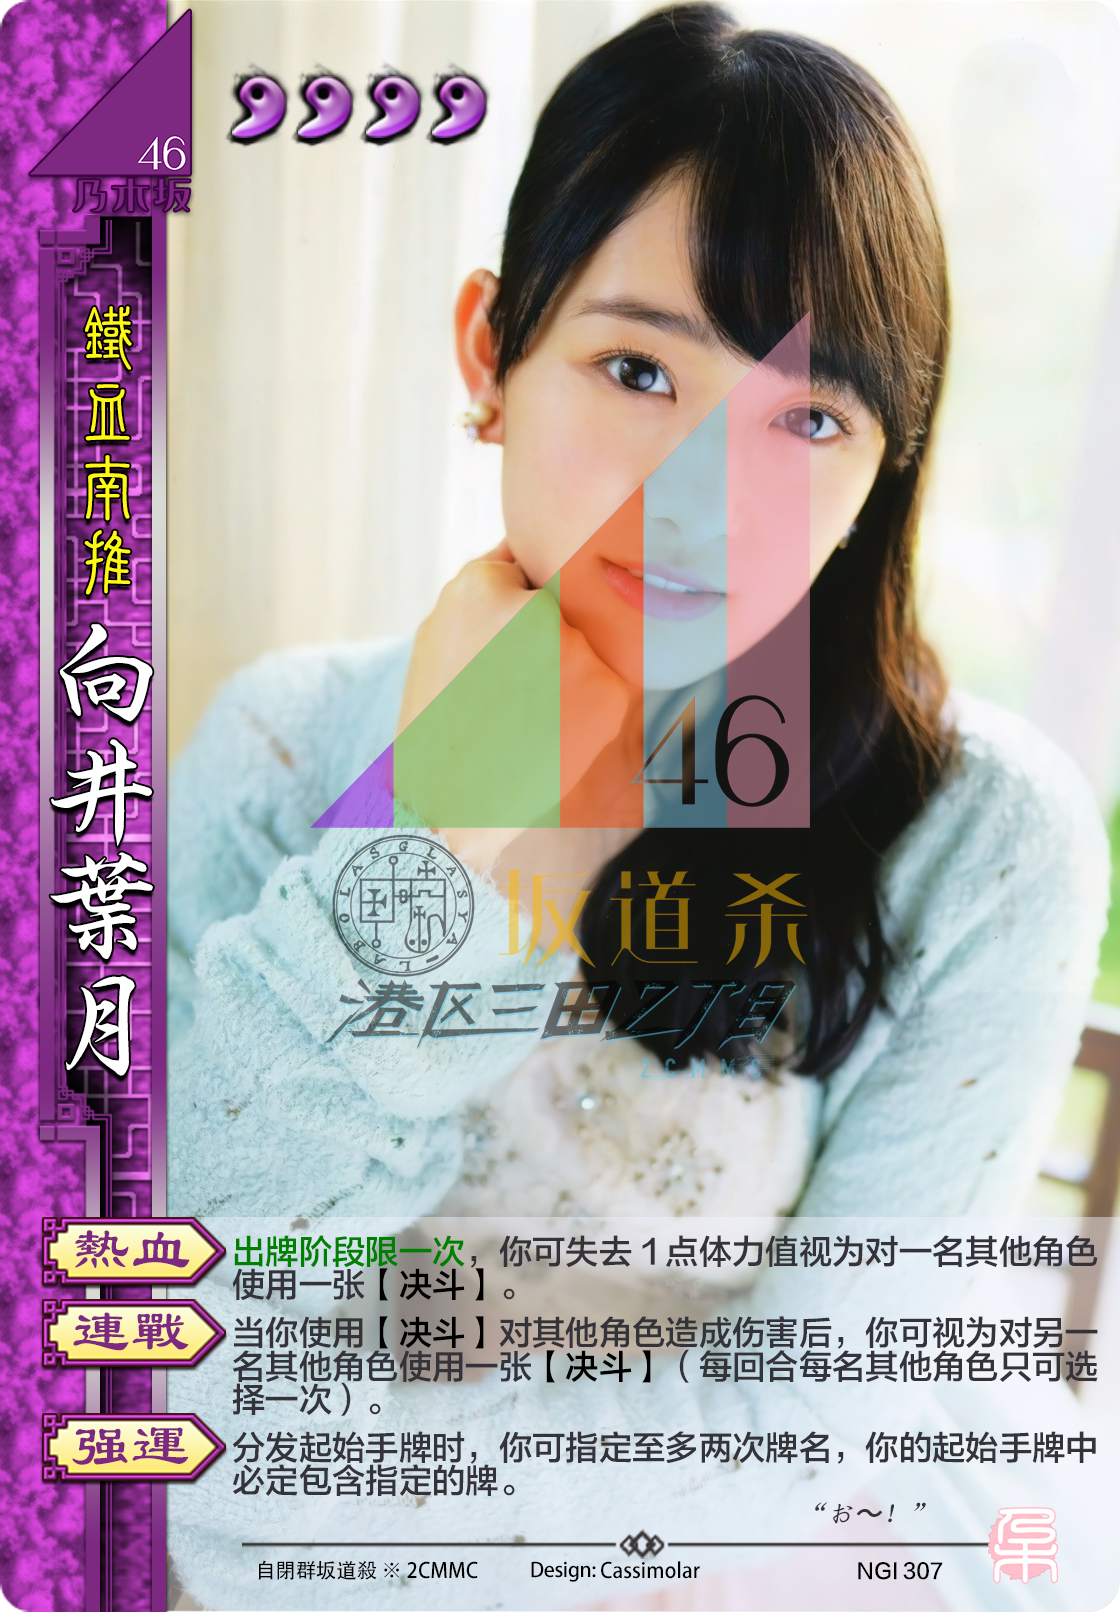 46
乃木坂
鐵血南推
向井葉月
46
GLASYA-LABOLAS
坂道杀
港区三田2丁目
2CMMC
熱血
出牌阶段限一次，你可失去 1 点体力值视为对一名其他角色
使用一张【决斗】。
連戰
当你使用【决斗】对其他角色造成伤害后，你可视为对另一
名其他角色使用一张【决斗】（每回合每名其他角色只可选
择一次）。
强運
分发起始手牌时，你可指定至多两次牌名，你的起始手牌中
必定包含指定的牌。
“お～！”
自閉群坂道殺 ※ 2CMMC
Design: Cassimolar
NGI 307